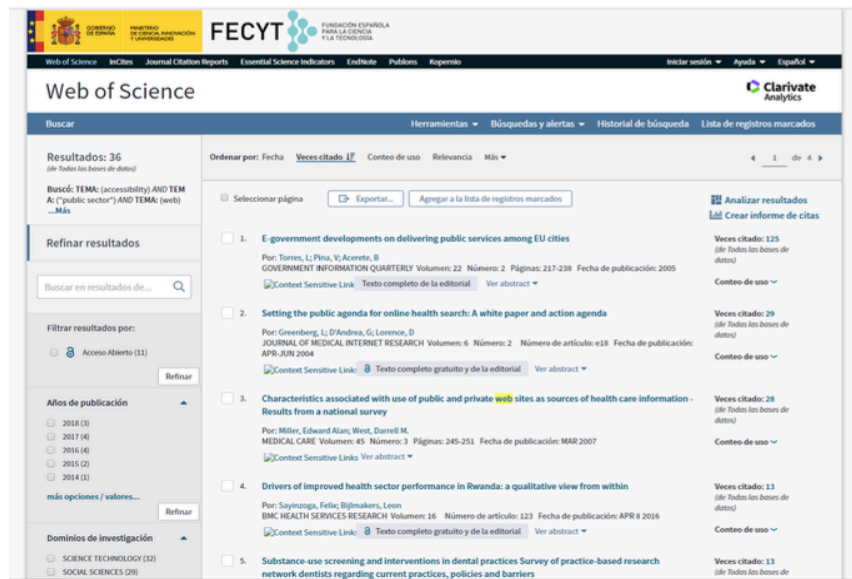 GOBIERNO DE ESPAÑA
MINISTERIO DE CIENCIA, INNOVACIÓN Y UNIVERSIDADES
FECYT
FUNDACIÓN ESPAÑOLA
PARA LA CIENCIA
Y LA TECNOLOGÍA
Web of Science InCites Journal Citation Reports Essential Science Indicators EndNote Publons Kopernio Iniciar sesión Ayuda Español
Web of Science
Clarivate
Analytics
Buscar Herramientas Búsquedas y alertas Historial de búsqueda Lista de registros marcados
Resultados: 36
(de Todas las bases de datos)
Buscó: TEMA: (accessibility) AND TEM
A: ("public sector") AND TEMA: (web)
...Más
Refinar resultados
Buscar en resultados de...
Filtrar resultados por:
Acceso Abierto (11)
Refinar
Años de publicación
2018 (3)
2017 (4)
2016 (4)
2015 (2)
2014 (1)
más opciones / valores...
Refinar
Dominios de investigación
SCIENCE TECHNOLOGY (32)
SOCIAL SCIENCES (29)
Ordenar por: Fecha Veces citado Conteo de uso Relevancia Más
1 de 4
Seleccionar página Exportar... Agregar a la lista de registros marcados
Analizar resultados
Crear informe de citas
1. E-government developments on delivering public services among EU cities
Por: Torres, L; Pina, V; Acerete, B
GOVERNMENT INFORMATION QUARTERLY Volumen: 22 Número: 2 Páginas: 217-238 Fecha de publicación: 2005
Context Sensitive Link Texto completo de la editorial Ver abstract
Veces citado: 125
(de Todas las bases de
datos)
Conteo de uso
2. Setting the public agenda for online health search: A white paper and action agenda
Por: Greenberg, L; D'Andrea, G; Lorence, D
JOURNAL OF MEDICAL INTERNET RESEARCH Volumen: 6 Número: 2 Número de artículo: e18 Fecha de publicación:
APR-JUN 2004
Context Sensitive Link Texto completo gratuito y de la editorial Ver abstract
Veces citado: 29
(de Todas las bases de
datos)
Conteo de uso
3. Characteristics associated with use of public and private web sites as sources of health care information -
Results from a national survey
Por: Miller, Edward Alan; West, Darrell M.
MEDICAL CARE Volumen: 45 Número: 3 Páginas: 245-251 Fecha de publicación: MAR 2007
Context Sensitive Links Ver abstract
Veces citado: 28
(de Todas las bases de
datos)
Conteo de uso
4. Drivers of improved health sector performance in Rwanda: a qualitative view from within
Por: Sayinzoga, Felix; Bijlmakers, Leon
BMC HEALTH SERVICES RESEARCH Volumen: 16 Número de artículo: 123 Fecha de publicación: APR 8 2016
Context Sensitive Link Texto completo gratuito y de la editorial Ver abstract
Veces citado: 13
(de Todas las bases de
datos)
Conteo de uso
5. Substance-use screening and interventions in dental practices Survey of practice-based research
network dentists regarding current practices, policies and barriers
Veces citado: 13
(de Todas las bases de